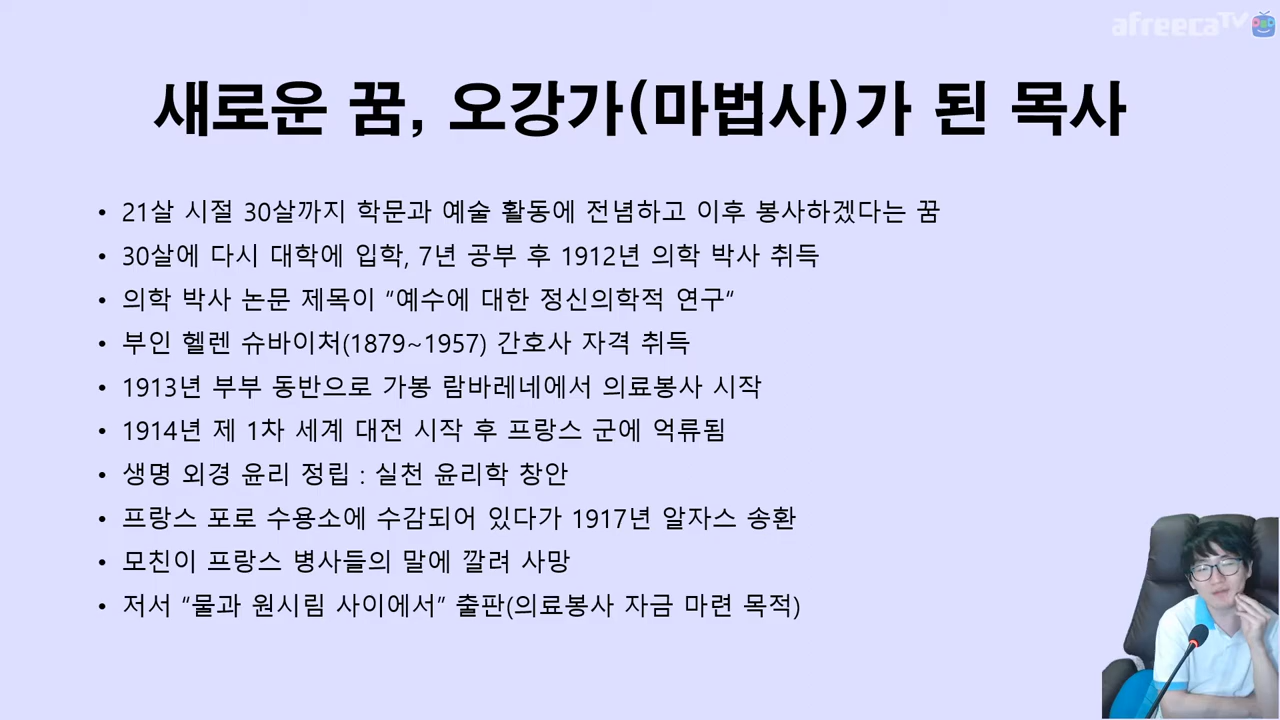 afreecaTV
새로운 꿈, 오강가(마법사)가 된 목사
• 21살 시절 30살까지 학문과 예술 활동에 전념하고 이후 봉사하겠다는 꿈
• 30살에 다시 대학에 입학, 7년 공부 후 1912년 의학 박사 취득
• 의학 박사 논문 제목이 “예수에 대한 정신의학적 연구“
• 부인 헬렌 슈바이처(1879~1957) 간호사 자격 취득
• 1913년 부부 동반으로 가봉 람바레네에서 의료봉사 시작
• 1914년 제 1차 세계 대전 시작 후 프랑스 군에 억류됨
• 생명 외경 윤리 정립 : 실천 윤리학 창안
• 프랑스 포로 수용소에 수감되어 있다가 1917년 알자스 송환
• 모친이 프랑스 병사들의 말에 깔려 사망
• 저서 “물과 원시림 사이에서” 출판(의료봉사 자금 마련 목적)